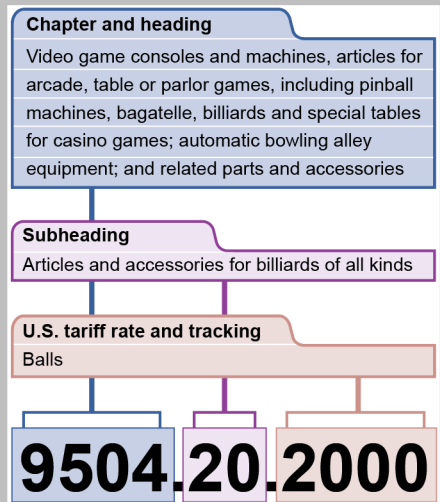 Chapter and heading
Video game consoles and machines, articles for
arcade, table or parlor games, including pinball
machines, bagatelle, billiards and special tables
for casino games; automatic bowling alley
equipment; and related parts and accessories
Subheading
Articles and accessories for billiards of all kinds
U.S. tariff rate and tracking
Balls
9504.20.2000